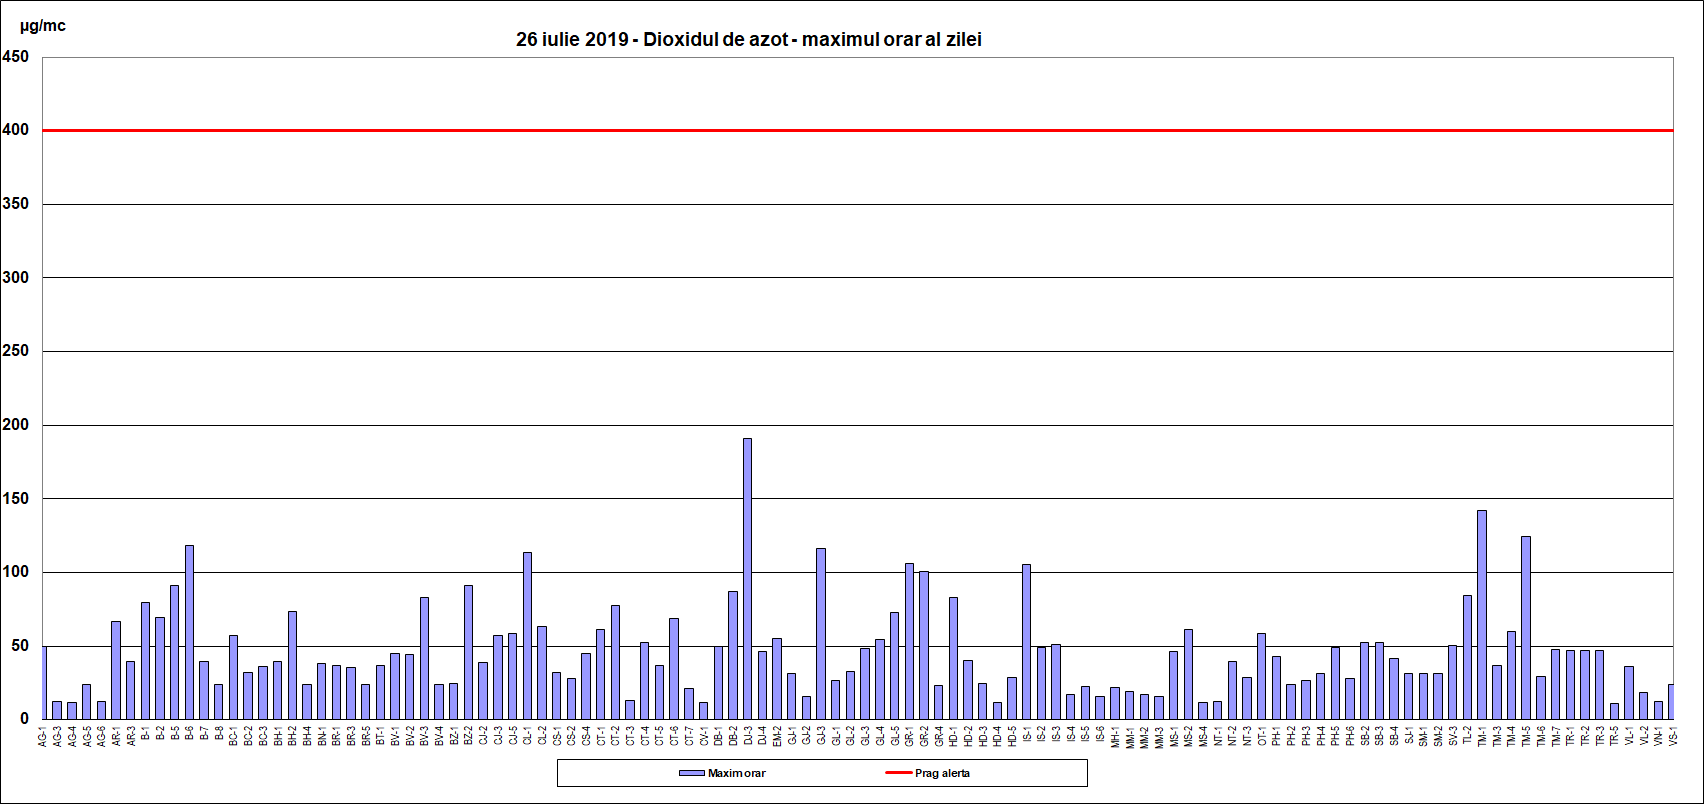 µg/mc
26 iulie 2019 - Dioxidul de azot - maximul orar al zilei
450
400
350
300
250
200
150
100
50
0
AG-1 AG-3 AG-4 AG-5 AG-6 AR-1 AR-3 B-1 B-2 B-5 B-6 B-7 B-8 BC-1 BC-2 BC-3 BH-1 BH-2 BH-4 BN-1 BR-1 BR-3 BR-5 BT-1 BV-1 BV-2 BV-3 BV-4 BZ-1 BZ-2 CJ-2 CJ-3 CJ-5 CL-1 CL-2 CS-1 CS-2 CS-4 CT-1 CT-2 CT-3 CT-4 CT-5 CT-6 CT-7 CV-1 DB-1 DB-2 DJ-3 DJ-4 EM-2 GJ-1 GJ-2 GJ-3 GL-1 GL-2 GL-3 GL-4 GL-5 GR-1 GR-2 GR-4 HD-1 HD-2 HD-3 HD-4 HD-5 IS-1 IS-2 IS-3 IS-4 IS-5 IS-6 MH-1 MM-1 MM-2 MM-3 MS-1 MS-2 MS-4 NT-1 NT-2 NT-3 OT-1 PH-1 PH-2 PH-3 PH-4 PH-5 PH-6 SB-2 SB-3 SB-4 SJ-1 SM-1 SM-2 SV-3 TL-2 TM-1 TM-3 TM-4 TM-5 TM-6 TM-7 TR-1 TR-2 TR-3 TR-5 VL-1 VL-2 VN-1 VS-1
Maxim orar Prag alerta